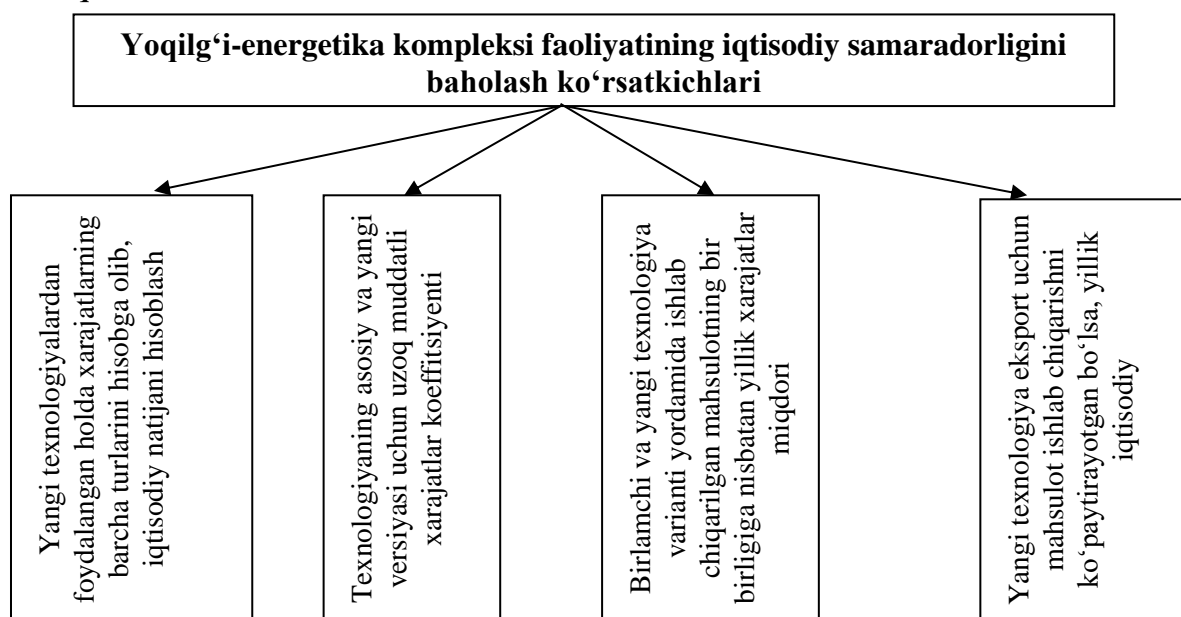 Yoqilg‘i-energetika kompleksi faoliyatining iqtisodiy samaradorligini
baholash ko‘rsatkichlari
Yangi texnologiyalardan
foydalangan holda xarajatlarning
barcha turlarini hisobga olib,
iqtisodiy natijani hisoblash
Texnologiyaning asosiy va yangi
versiyasi uchun uzoq muddatli
xarajatlar koeffitsiyenti
Birlamchi va yangi texnologiya
varianti yordamida ishlab
chiqarilgan mahsulotning bir
birligiga nisbatan yillik xarajatlar
miqdori
Yangi texnologiya eksport uchun
mahsulot ishlab chiqarishni
ko‘paytirayotgan bo‘lsa, yillik
iqtisodiy